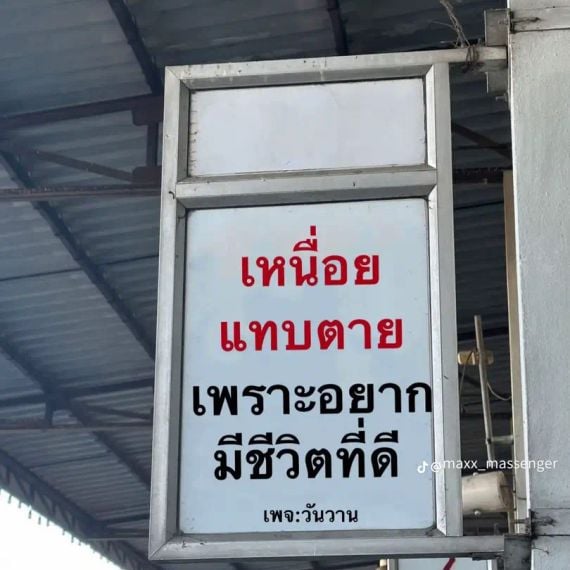 เหนื่อย
แทบตาย
เพราะอยาก
มีชีวิตที่ดี
เพจ:วันวาน
@maxx_massenger